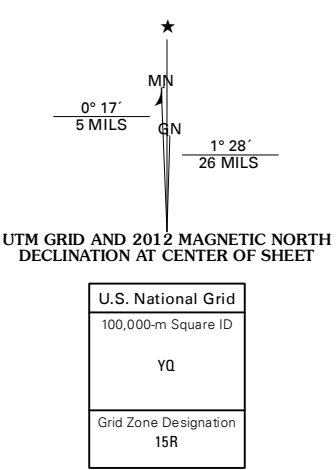 ★
MN
0° 17´
5 MILS
GN
1° 28´
26 MILS
UTM GRID AND 2012 MAGNETIC NORTH
DECLINATION AT CENTER OF SHEET
U.S. National Grid
100,000-m Square ID
YQ
Grid Zone Designation
15R